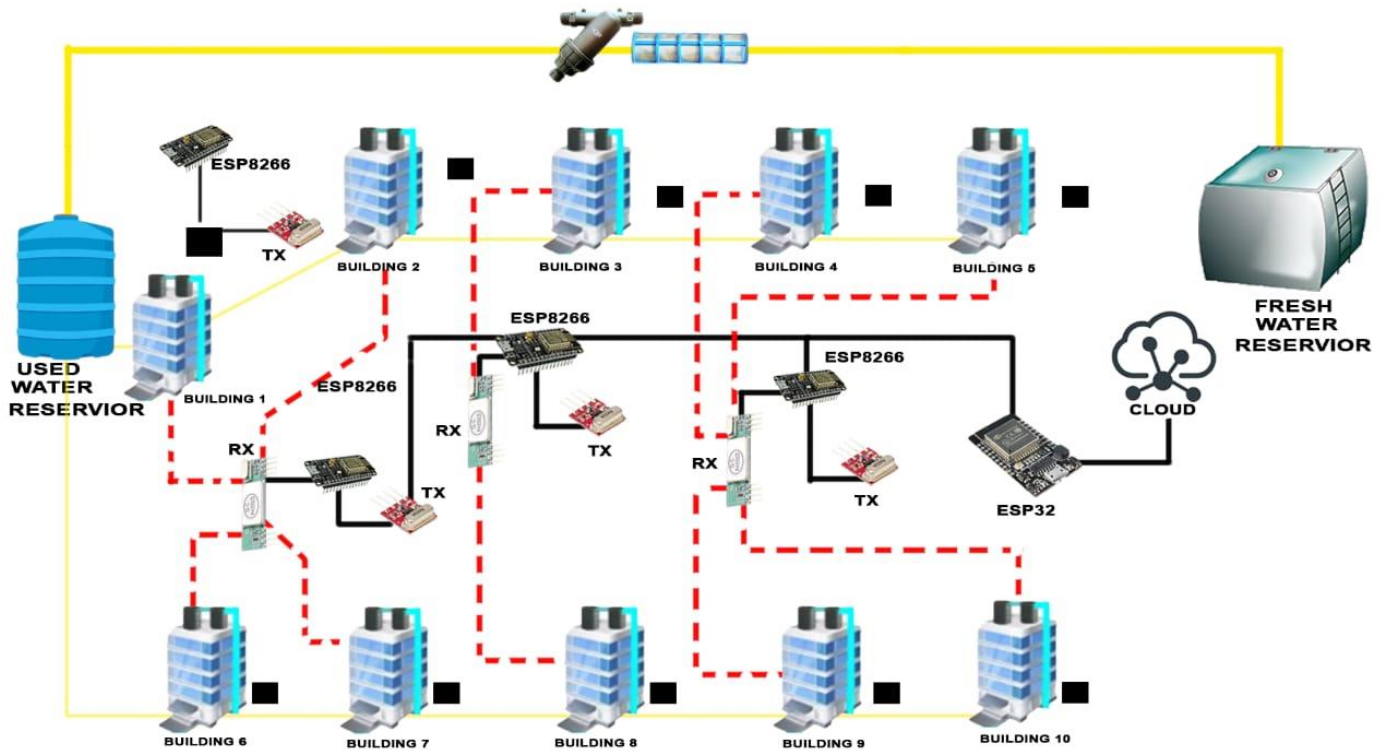 ESP8266
TX
BUILDING 2
BUILDING 3
BUILDING 4
BUILDING 5
FRESH
WATER
RESERVIOR
USED
WATER
RESERVIOR
BUILDING 1
ESP8266
ESP8266
ESP8266
CLOUD
RX
TX
RX
TX
RX
TX
ESP32
BUILDING 6
BUILDING 7
BUILDING 8
BUILDING 9
BUILDING 10